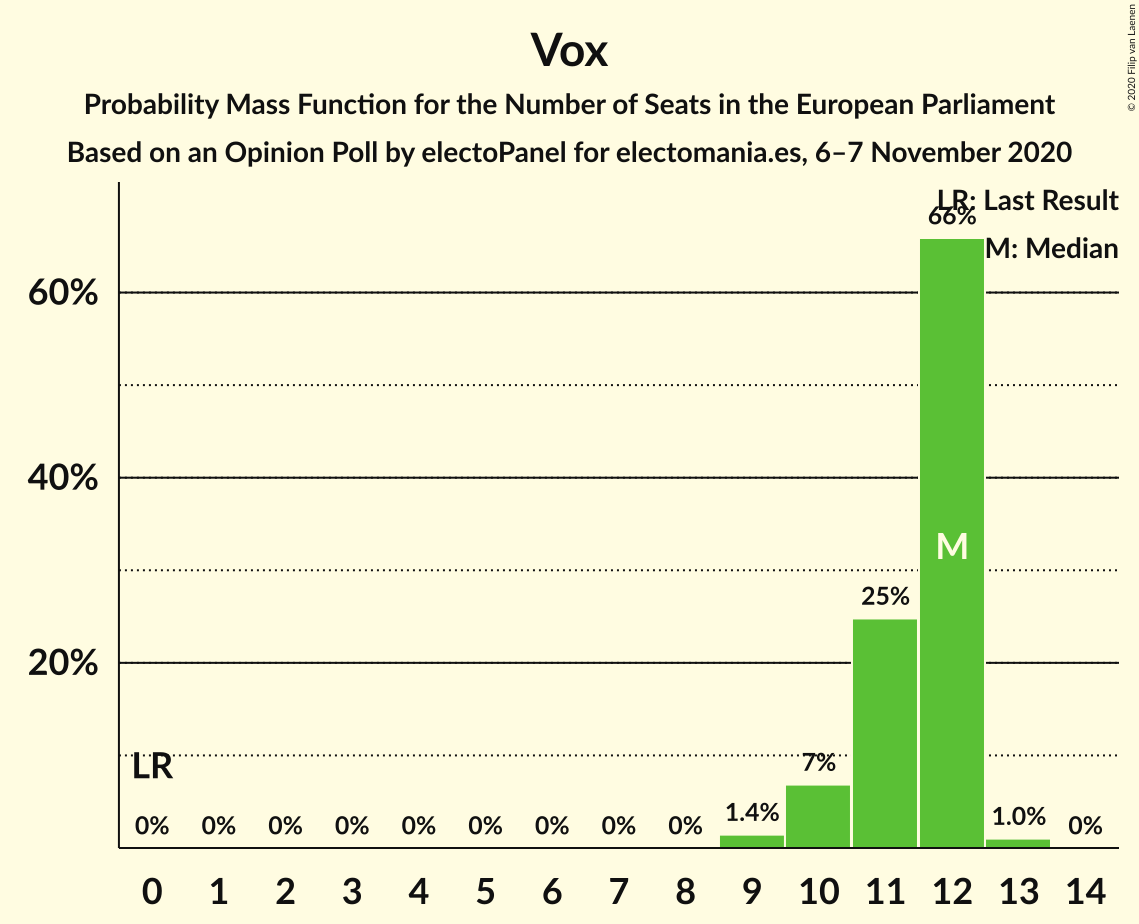 Vox
Probability Mass Function for the Number of Seats in the European Parliament
Based on an Opinion Poll by electoPanel for electomania.es, 6–7 November 2020
© 2020 Filip van Laenen
LR: Last Result
M: Median
66%
60%
40%
M
25%
20%
LR
7%
0% 0% 0% 0% 0% 0% 0% 0% 0% 1.4% 1.0% 0%
0 1 2 3 4 5 6 7 8 9 10 11 12 13 14